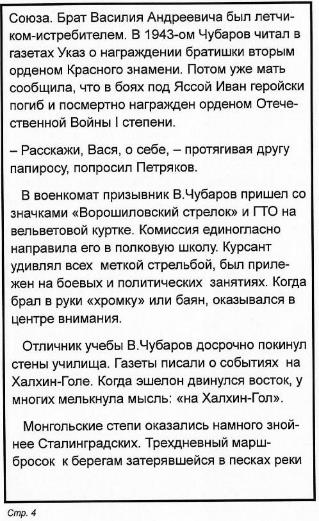 Союза. Брат Василия Андреевича был летчи-
ком-истребителем. В 1943-ом Чубаров читал в
газетах Указ о награждении братишки вторым
орденом Красного знамени. Потом уже мать
сообщила, что в боях под Яссой Иван геройски
погиб и посмертно награжден орденом Отече-
ственной Войны I степени.
– Расскажи, Вася, о себе, – протягивая другу
папиросу, попросил Петряков.
В военкомат призывник В.Чубаров пришел со
значками «Ворошиловский стрелок» и ГТО на
вельветовой куртке. Комиссия единогласно
направила его в полковую школу. Курсант
удивлял всех меткой стрельбой, был приле-
жен на боевых и политических занятиях. Когда
брал в руки «хромку» или баян, оказывался в
центре внимания.
Отличник учебы В.Чубаров досрочно покинул
стены училища. Газеты писали о событиях на
Халхин-Голе. Когда эшелон двинулся восток, у
многих мелькнула мысль: «на Халхин-Гол».
Монгольские степи оказались намного зной-
нее Сталинградских. Трехдневный марш-
бросок к берегам затерявшейся в песках реки
Стр. 4